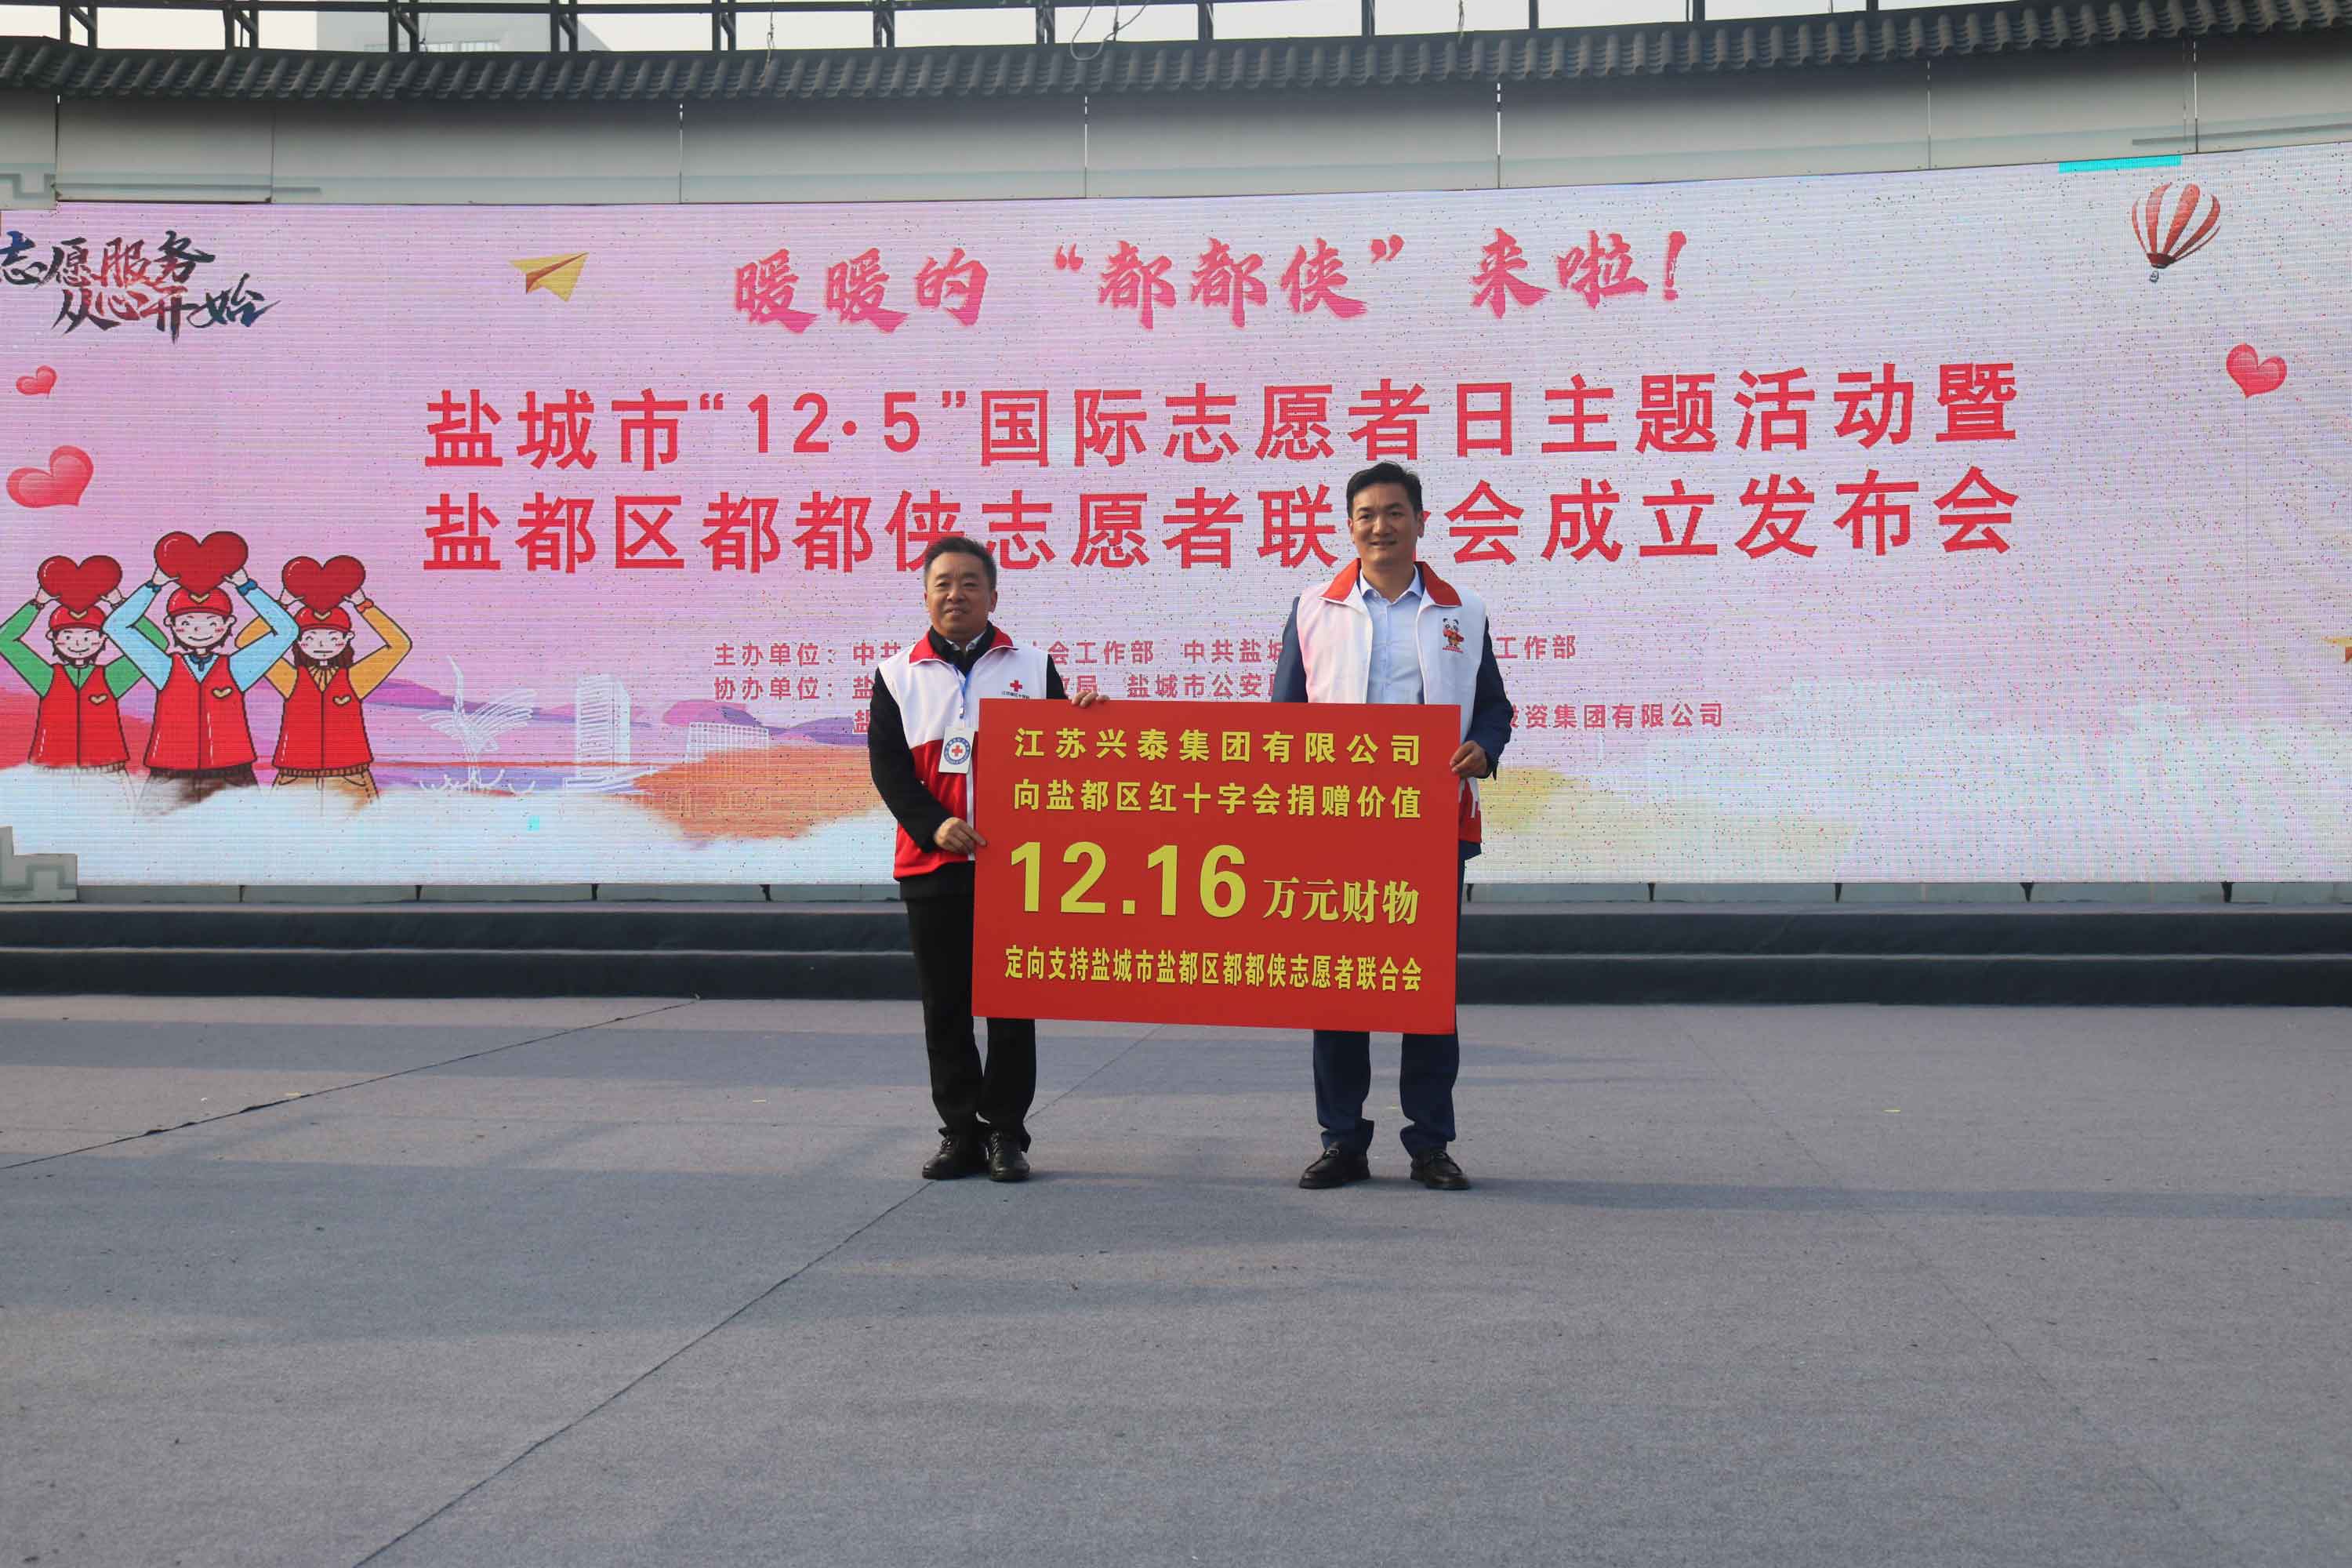 志愿服务
从心开始
暖暖的“都都侠”来啦！
盐城市“12·5”国际志愿者日主题活动暨
盐都区都都侠志愿者联 会成立发布会
主办单位：中共 会工作部 中共盐城 工作部
协办单位：盐 局 盐城市公安
盐 资集团有限公司
江苏兴泰集团有限公司
向盐都区红十字会捐赠价值
12.16万元财物
定向支持盐城市盐都区都都侠志愿者联合会